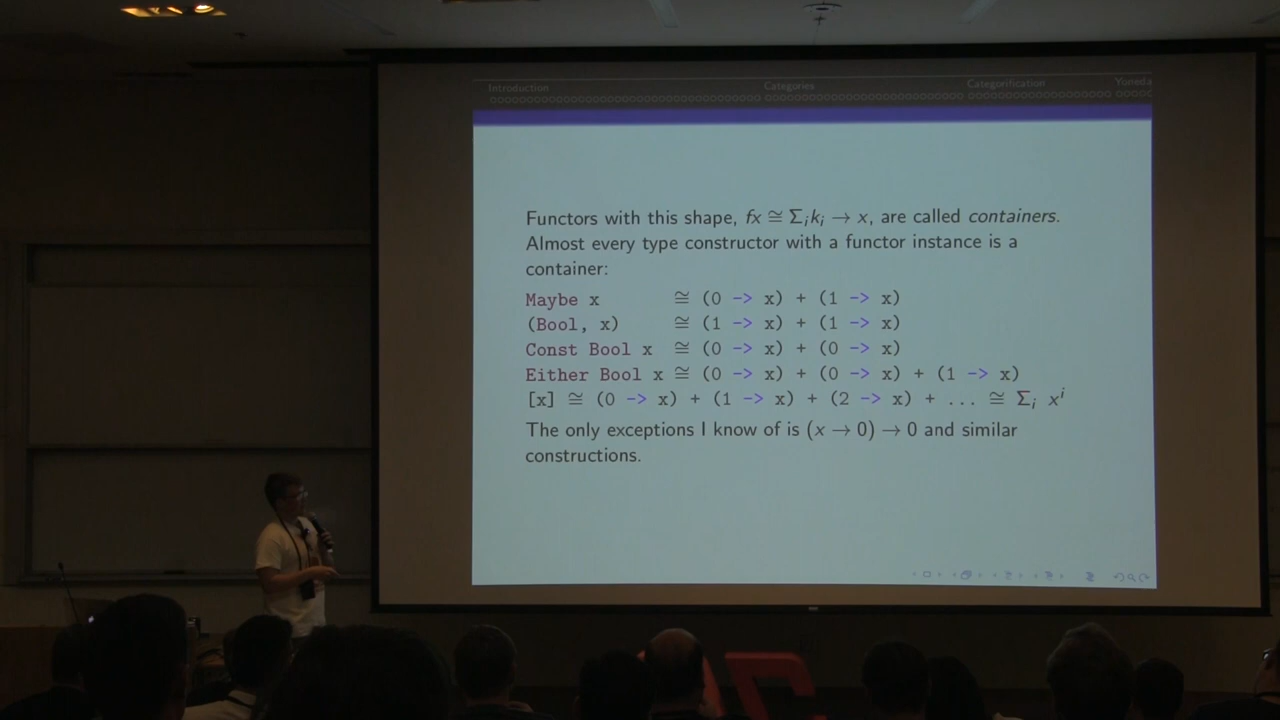 Introduction Categories Categorification Yoneda
Functors with this shape, fx ≅ Σᵢkᵢ → x, are called containers.
Almost every type constructor with a functor instance is a
container:
Maybe x ≅ (0 -> x) + (1 -> x)
(Bool, x) ≅ (1 -> x) + (1 -> x)
Const Bool x ≅ (0 -> x) + (0 -> x)
Either Bool x ≅ (0 -> x) + (0 -> x) + (1 -> x)
[x] ≅ (0 -> x) + (1 -> x) + (2 -> x) + ... ≅ Σᵢ xⁱ
The only exceptions I know of is (x → 0) → 0 and similar
constructions.